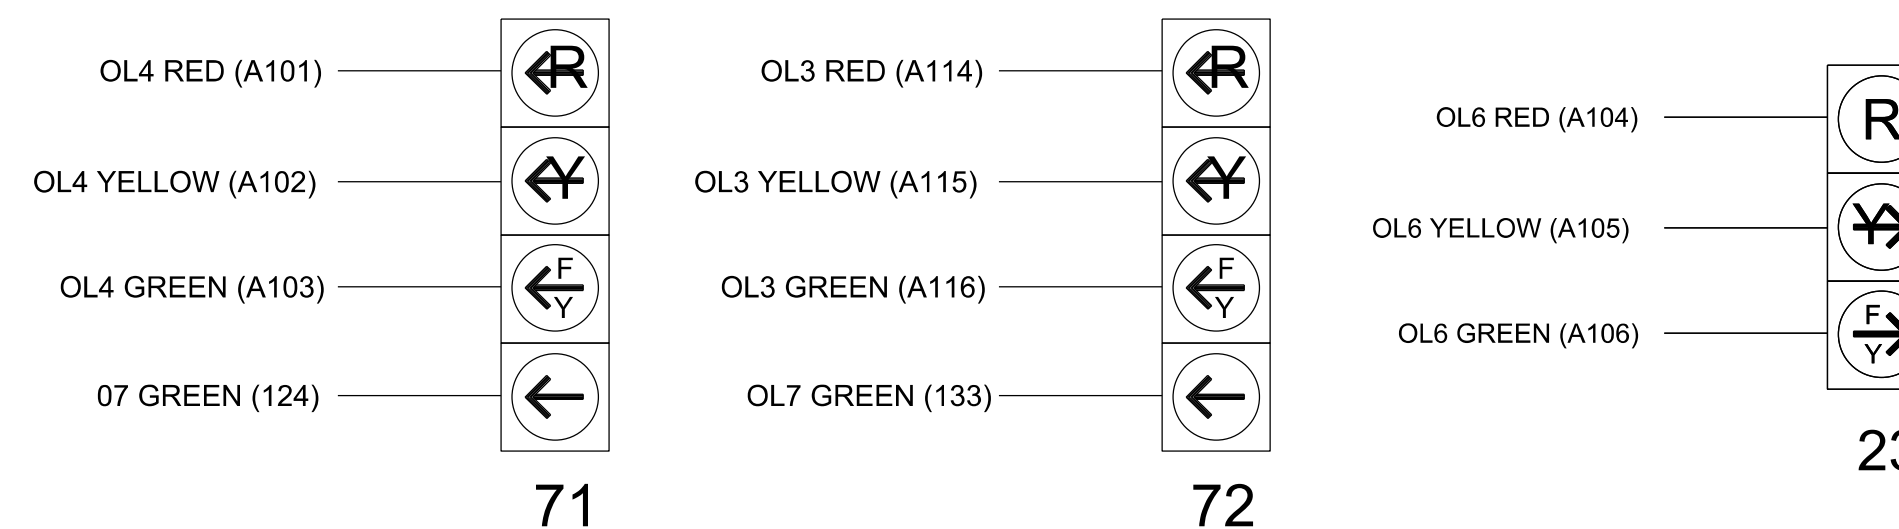 OL4 RED (A101)
R
OL4 YELLOW (A102)
Y
OL4 GREEN (A103)
F
Y
07 GREEN (124)
71
OL3 RED (A114)
R
OL3 YELLOW (A115)
Y
OL3 GREEN (A116)
F
Y
OL7 GREEN (133)
72
OL6 RED (A104)
R
OL6 YELLOW (A105)
Y
OL6 GREEN (A106)
F
Y